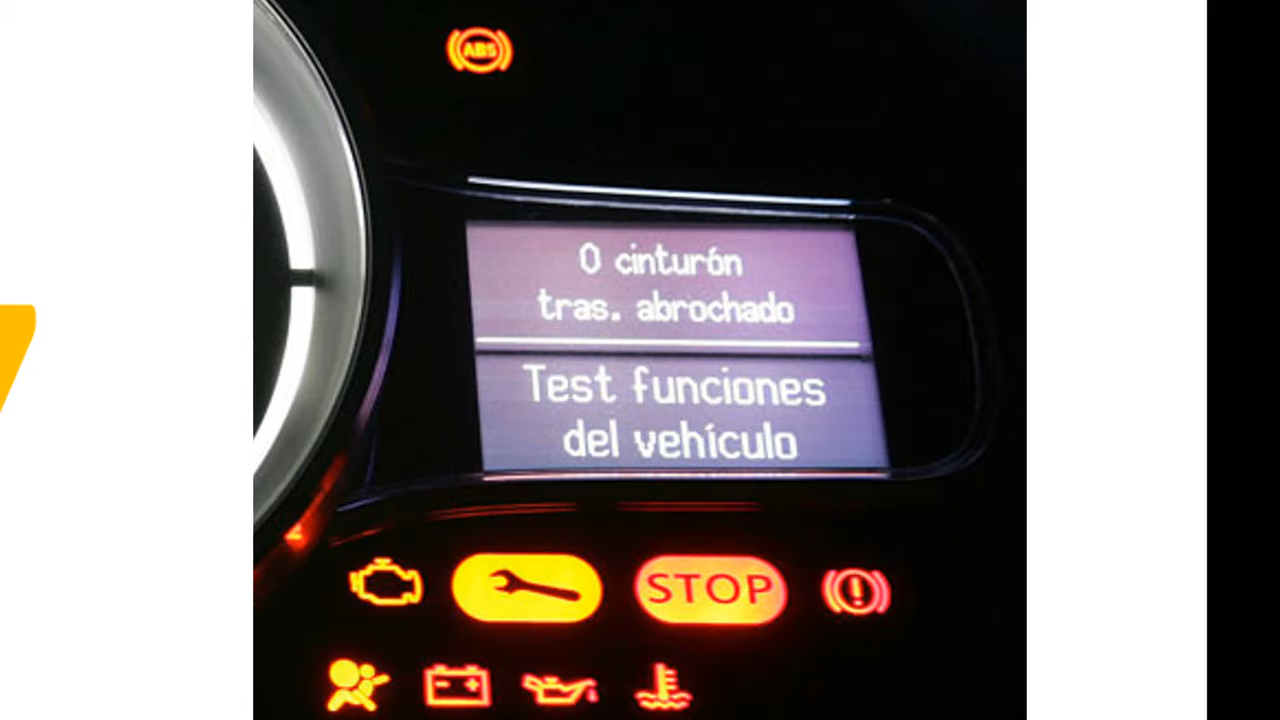 ABS
0 cinturón
tras. abrochado
Test funciones
del vehículo
STOP